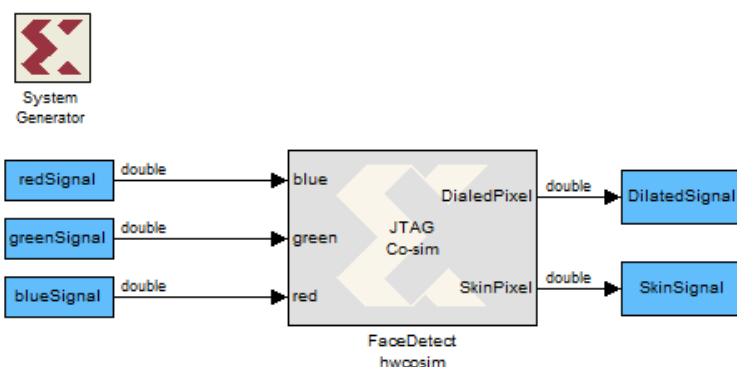 System
Generator
redSignal
double
blue
greenSignal
double
green
blueSignal
double
red
JTAG
Co-sim
DialedPixel
double
DilatedSignal
SkinPixel
double
SkinSignal
FaceDetect
hwcosim